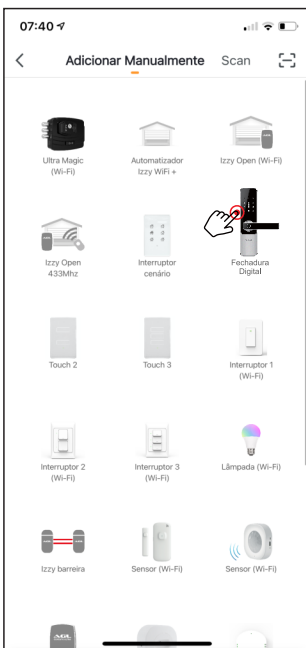 07:40
Adicionar Manualmente Scan
Ultra Magic
(Wi-Fi)
Automatizador
Izzy WiFi +
Izzy Open (Wi-Fi)
Izzy Open
433Mhz
Interruptor
cenário
Fechadura
Digital
Touch 2
Touch 3
Interruptor 1
(Wi-Fi)
Interruptor 2
(Wi-Fi)
Interruptor 3
(Wi-Fi)
Lâmpada (Wi-Fi)
Izzy barreira
Sensor (Wi-Fi)
Sensor (Wi-Fi)
AGL